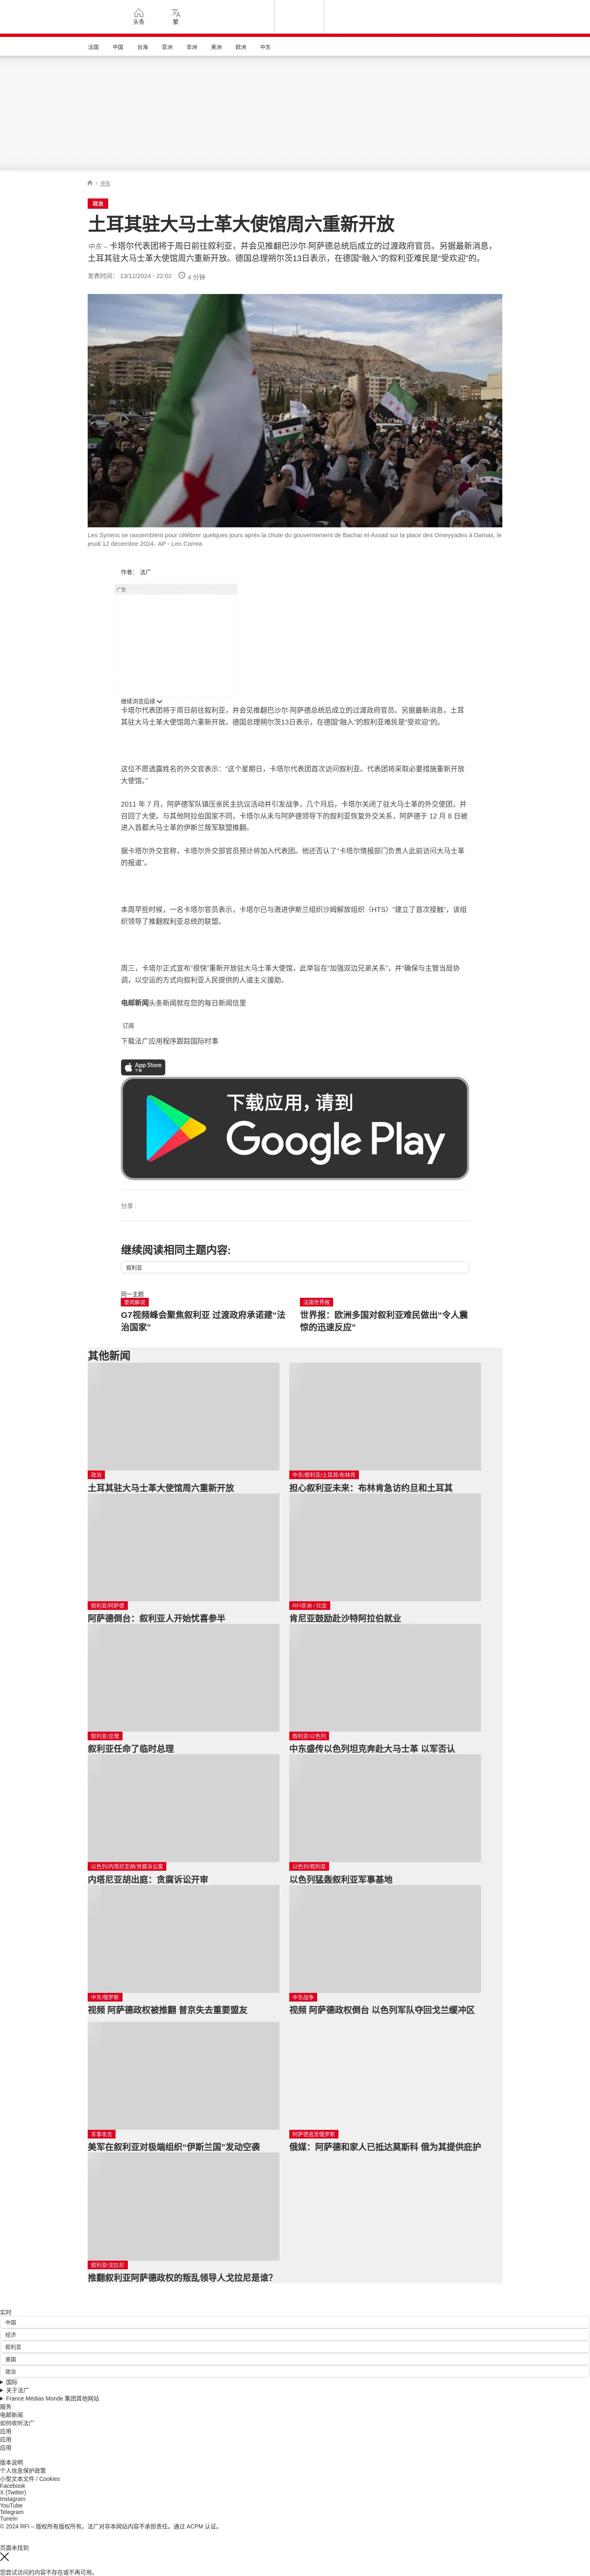 头条
繁
法国
中国
台海
亚洲
非洲
美洲
欧洲
中东
/ 中东
政治
土耳其驻大马士革大使馆周六重新开放
中东 – 卡塔尔代表团将于周日前往叙利亚，并会见推翻巴沙尔·阿萨德总统后成立的过渡政府官员。另据最新消息，
土耳其驻大马士革大使馆周六重新开放。德国总理朔尔茨13日表示，在德国“融入”的叙利亚难民是“受欢迎”的。
发表时间： 13/12/2024 - 22:02
4 分钟
Les Syriens se rassemblent pour célébrer quelques jours après la chute du gouvernement de Bachar el-Assad sur la place des Omeyyades à Damas, le
jeudi 12 décembre 2024. AP - Leo Correa
作者： 法广
广告
继续浏览后续
卡塔尔代表团将于周日前往叙利亚，并会见推翻巴沙尔·阿萨德总统后成立的过渡政府官员。另据最新消息，土耳
其驻大马士革大使馆周六重新开放。德国总理朔尔茨13日表示，在德国“融入”的叙利亚难民是“受欢迎”的。
这位不愿透露姓名的外交官表示：“这个星期日，卡塔尔代表团首次访问叙利亚。代表团将采取必要措施重新开放
大使馆。”
2011 年 7 月，阿萨德军队镇压亲民主抗议活动并引发战争，几个月后，卡塔尔关闭了驻大马士革的外交使团，并
召回了大使。与其他阿拉伯国家不同，卡塔尔从未与阿萨德领导下的叙利亚恢复外交关系，阿萨德于 12 月 8 日被
进入首都大马士革的伊斯兰叛军联盟推翻。
据卡塔尔外交官称，卡塔尔外交部官员预计将加入代表团。他还否认了“卡塔尔情报部门负责人此前访问大马士革
的报道”。
本周早些时候，一名卡塔尔官员表示，卡塔尔已与激进伊斯兰组织沙姆解放组织（HTS）“建立了首次接触”，该组
织领导了推翻叙利亚总统的联盟。
周三，卡塔尔正式宣布“很快”重新开放驻大马士革大使馆，此举旨在“加强双边兄弟关系”，并“确保与主管当局协
调，以空运的方式向叙利亚人民提供的人道主义援助。
电邮新闻头条新闻就在您的每日新闻信里
订阅
下载法广应用程序跟踪国际时事
App Store
下载
下载应用，请到
Google Play
分享 :
继续阅读相同主题内容:
叙利亚
同一主题
要闻解说
G7视频峰会聚焦叙利亚 过渡政府承诺建“法
治国家”
法国世界报
世界报：欧洲多国对叙利亚难民做出“令人震
惊的迅速反应”
其他新闻
政治
土耳其驻大马士革大使馆周六重新开放
中东/叙利亚/土耳其/布林肯
担心叙利亚未来：布林肯急访约旦和土耳其
叙利亚/阿萨德
阿萨德倒台：叙利亚人开始忧喜参半
RFI非洲 / 社会
肯尼亚鼓励赴沙特阿拉伯就业
叙利亚/总理
叙利亚任命了临时总理
叙利亚/以色列
中东盛传以色列坦克奔赴大马士革 以军否认
以色列/内塔尼亚胡/贪腐诉讼案
内塔尼亚胡出庭：贪腐诉讼开审
以色列/叙利亚
以色列猛轰叙利亚军事基地
中东/俄罗斯
视频 阿萨德政权被推翻 普京失去重要盟友
中东战争
视频 阿萨德政权倒台 以色列军队夺回戈兰缓冲区
军事攻击
美军在叙利亚对极端组织“伊斯兰国”发动空袭
阿萨德逃至俄罗斯
俄媒：阿萨德和家人已抵达莫斯科 俄为其提供庇护
叙利亚/戈拉尼
推翻叙利亚阿萨德政权的叛乱领导人戈拉尼是谁?
实时
中国
经济
叙利亚
美国
政治
国际
关于法广
France Médias Monde 集团其他网站
服务
电邮新闻
如何收听法广
应用
应用
应用
版本说明
个人信息保护政策
小型文本文件 / Cookies
Facebook
X (Twitter)
Instagram
YouTube
Telegram
TuneIn
© 2024 RFI – 版权所有版权所有。法广对非本网站内容不承担责任。通过 ACPM 认证。
页面未找到
您尝试访问的内容不存在或不再可用。